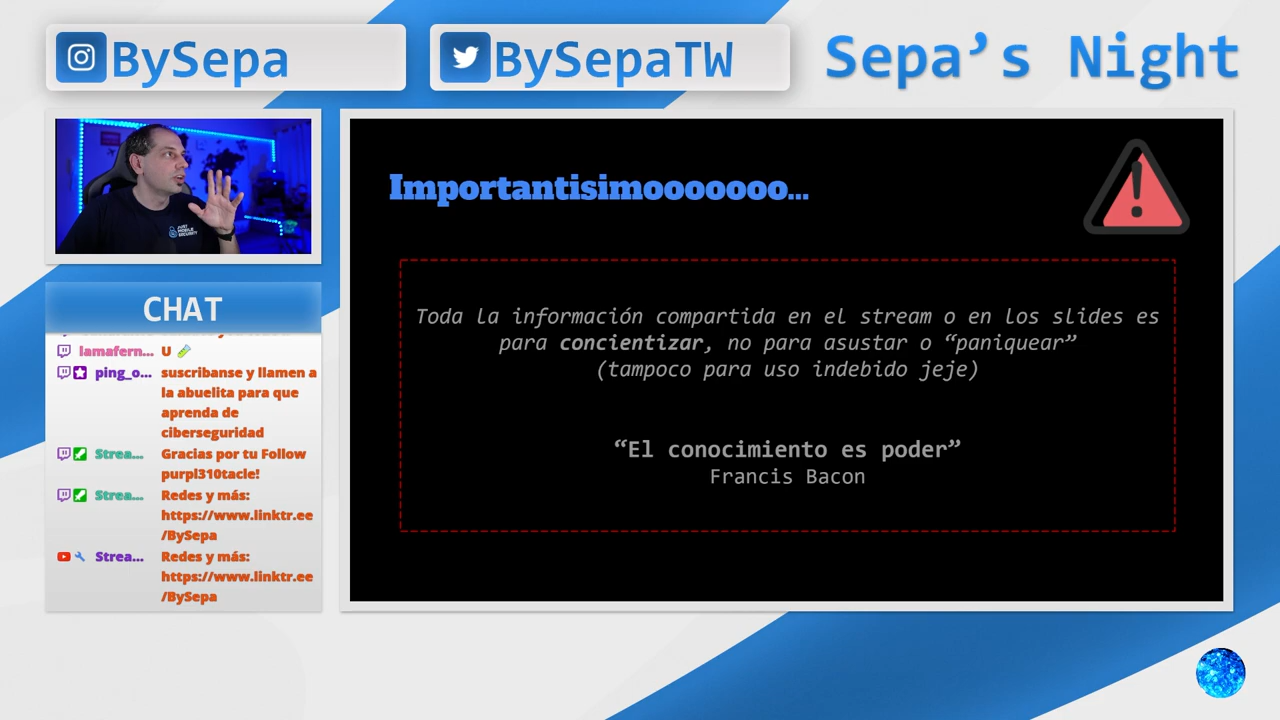 BySepa
BySepaTW
Sepa’s Night
CHAT
lamafern... U
ping_o... suscribanse y llamen a
la abuelita para que
aprenda de
ciberseguridad
Strea... Gracias por tu Follow
purpl310tacle!
Strea... Redes y más:
https://www.linktr.ee
/BySepa
Strea... Redes y más:
https://www.linktr.ee
/BySepa
Importantisimooooooo...
Toda la información compartida en el stream o en los slides es
para concientizar, no para asustar o “paniquear”
(tampoco para uso indebido jeje)
“El conocimiento es poder”
Francis Bacon